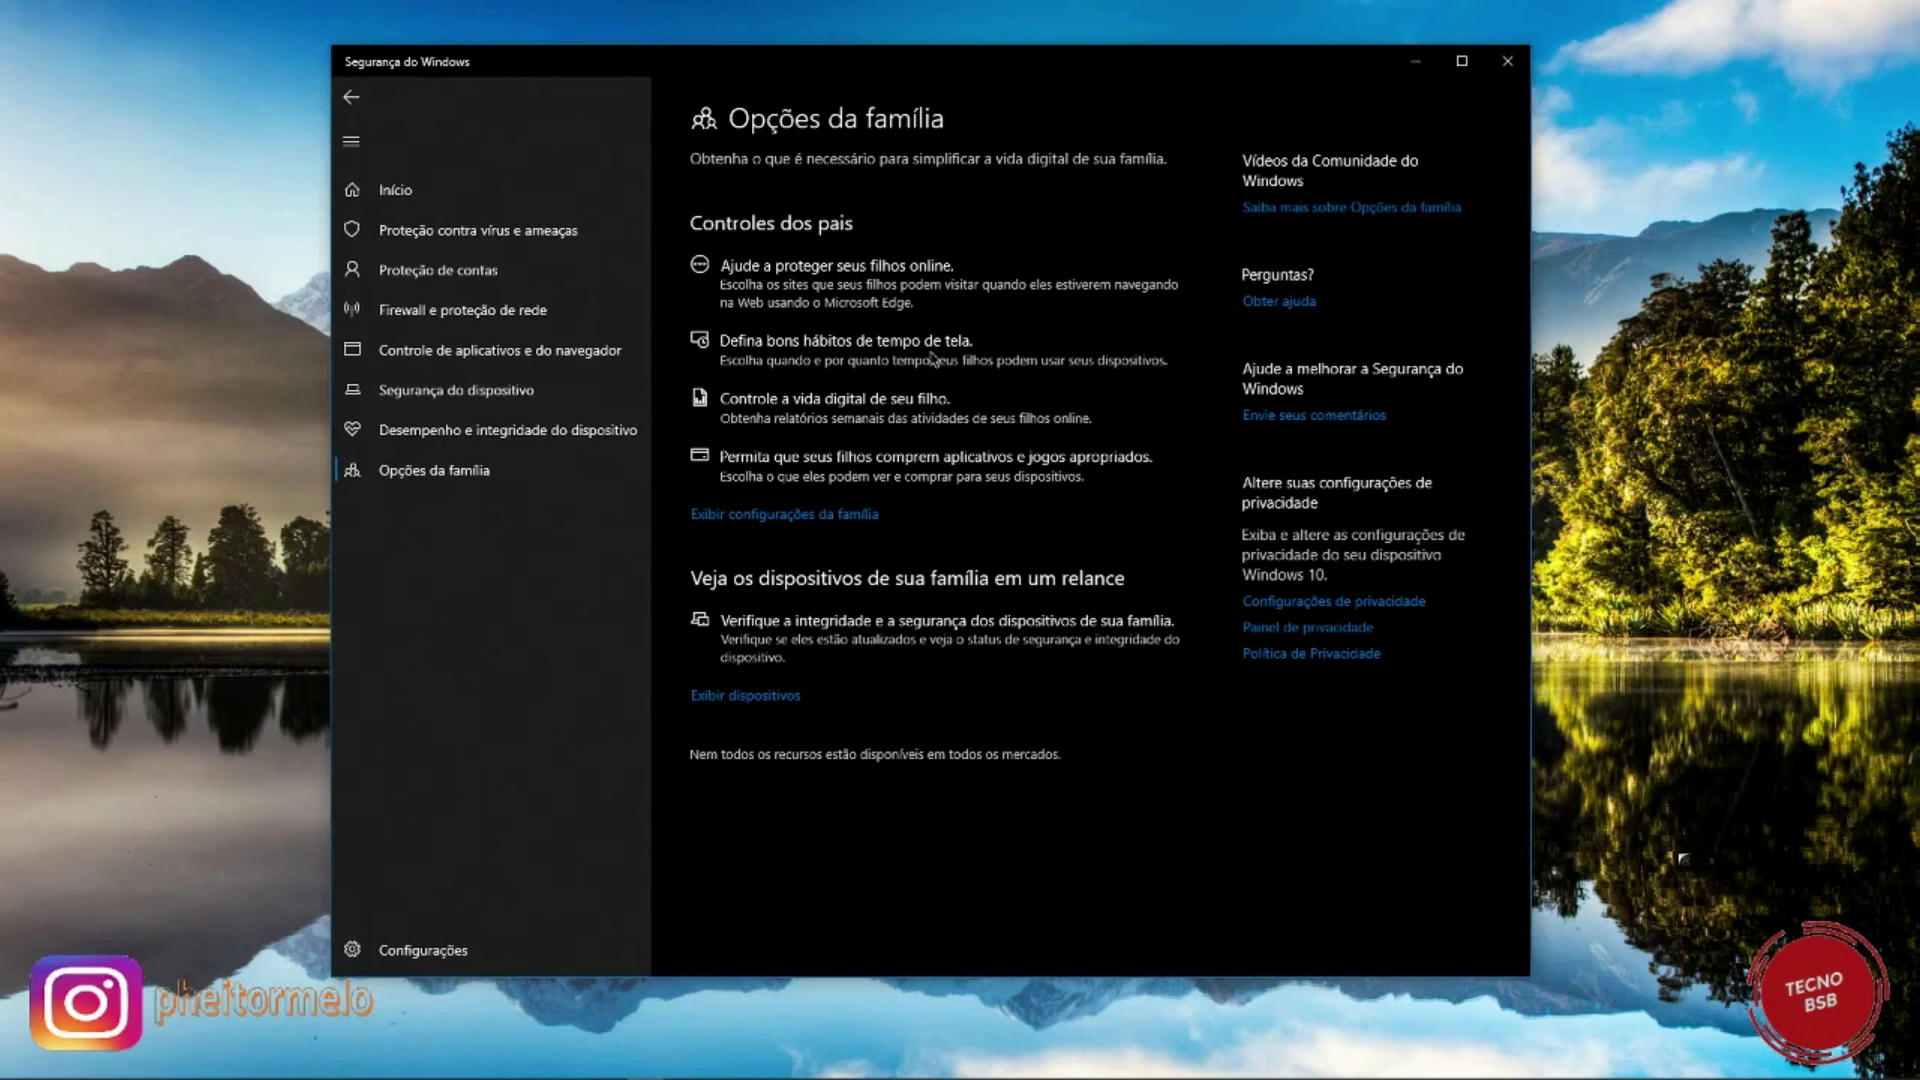 Segurança do Windows
Início
Proteção contra vírus e ameaças
Proteção de contas
Firewall e proteção de rede
Controle de aplicativos e do navegador
Segurança do dispositivo
Desempenho e integridade do dispositivo
Opções da família
Configurações
Opções da família
Obtenha o que é necessário para simplificar a vida digital de sua família.
Controles dos pais
Ajude a proteger seus filhos online.
Escolha os sites que seus filhos podem visitar quando eles estiverem navegando
na Web usando o Microsoft Edge.
Defina bons hábitos de tempo de tela.
Escolha quando e por quanto tempo seus filhos podem usar seus dispositivos.
Controle a vida digital de seu filho.
Obtenha relatórios semanais das atividades de seus filhos online.
Permita que seus filhos comprem aplicativos e jogos apropriados.
Escolha o que eles podem ver e comprar para seus dispositivos.
Exibir configurações da família
Veja os dispositivos de sua família em um relance
Verifique a integridade e a segurança dos dispositivos de sua família.
Verifique se eles estão atualizados e veja o status de segurança e integridade do
dispositivo.
Exibir dispositivos
Nem todos os recursos estão disponíveis em todos os mercados.
Vídeos da Comunidade do
Windows
Saiba mais sobre Opções da família
Perguntas?
Obter ajuda
Ajude a melhorar a Segurança do
Windows
Envie seus comentários
Altere suas configurações de
privacidade
Exiba e altere as configurações de
privacidade do seu dispositivo
Windows 10.
Configurações de privacidade
Painel de privacidade
Política de Privacidade
pheitormelo
TECNO
BSB